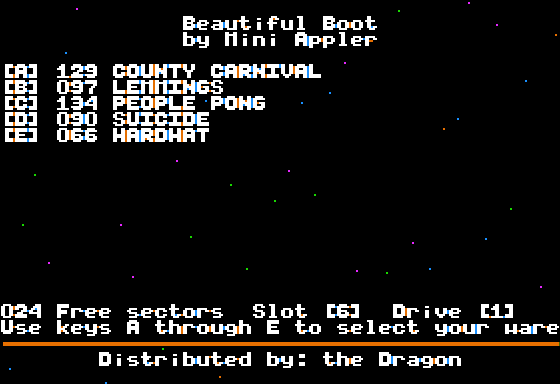 Beautiful Boot
by Mini Appler
[A] 129 COUNTY CARNIVAL
[B] 097 LEMMINGS
[C] 134 PEOPLE PONG
[D] 090 SUICIDE
[E] 066 HARDHAT
024 Free sectors  Slot [6]  Drive [1]
Use keys A through E to select your ware
Distributed by: the Dragon